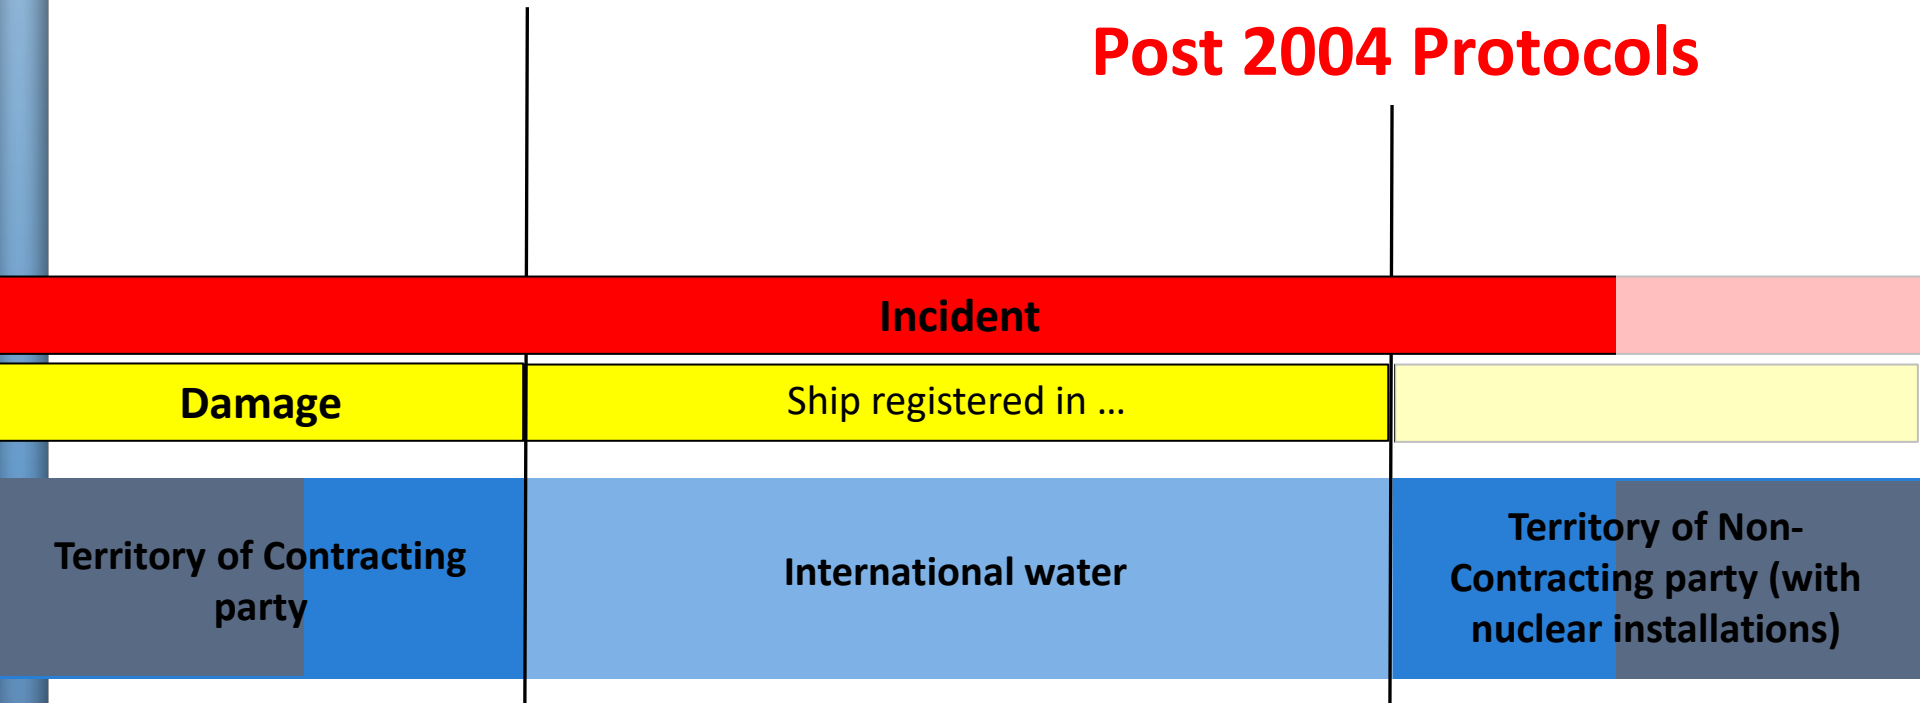 Post 2004 Protocols
Incident
Damage
Ship registered in ...
Territory of Contracting
party
International water
Territory of Non-
Contracting party (with
nuclear installations)